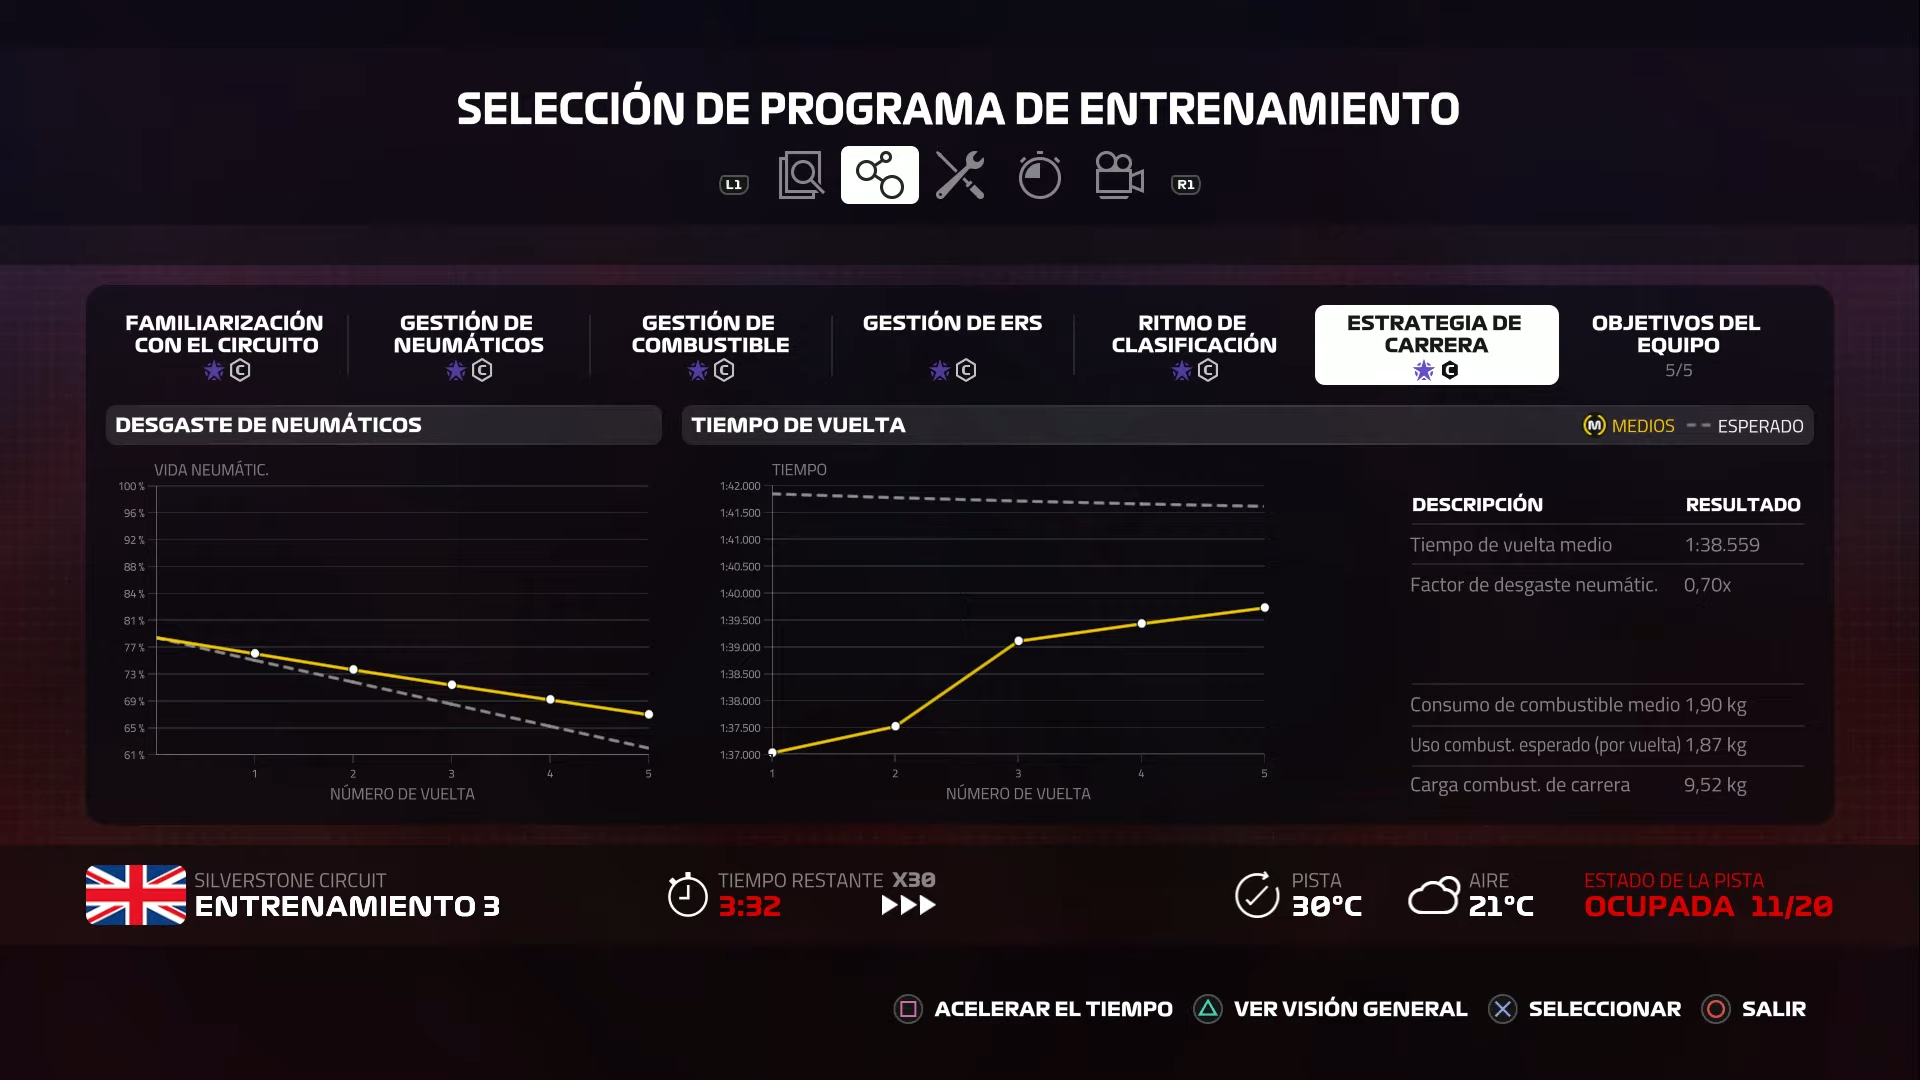 SELECCIÓN DE PROGRAMA DE ENTRENAMIENTO
L1
R1
FAMILIARIZACIÓN
CON EL CIRCUITO
C
GESTIÓN DE
NEUMÁTICOS
C
GESTIÓN DE
COMBUSTIBLE
C
GESTIÓN DE ERS
C
RITMO DE
CLASIFICACIÓN
C
ESTRATEGIA DE
CARRERA
C
OBJETIVOS DEL
EQUIPO
5/5
DESGASTE DE NEUMÁTICOS
VIDA NEUMÁTIC.
100 %
96 %
92 %
88 %
84 %
81 %
77 %
73 %
69 %
65 %
61 %
1 2 3 4 5
NÚMERO DE VUELTA
TIEMPO DE VUELTA
M MEDIOS -- ESPERADO
TIEMPO
1:42.000
1:41.500
1:41.000
1:40.500
1:40.000
1:39.500
1:39.000
1:38.500
1:38.000
1:37.500
1:37.000
1 2 3 4 5
NÚMERO DE VUELTA
DESCRIPCIÓN RESULTADO
Tiempo de vuelta medio 1:38.559
Factor de desgaste neumátic. 0,70x
Consumo de combustible medio 1,90 kg
Uso combust. esperado (por vuelta) 1,87 kg
Carga combust. de carrera 9,52 kg
SILVERSTONE CIRCUIT
ENTRENAMIENTO 3
TIEMPO RESTANTE X30
3:32
PISTA
30°C
AIRE
21°C
ESTADO DE LA PISTA
OCUPADA 11/20
ACELERAR EL TIEMPO VER VISIÓN GENERAL SELECCIONAR SALIR